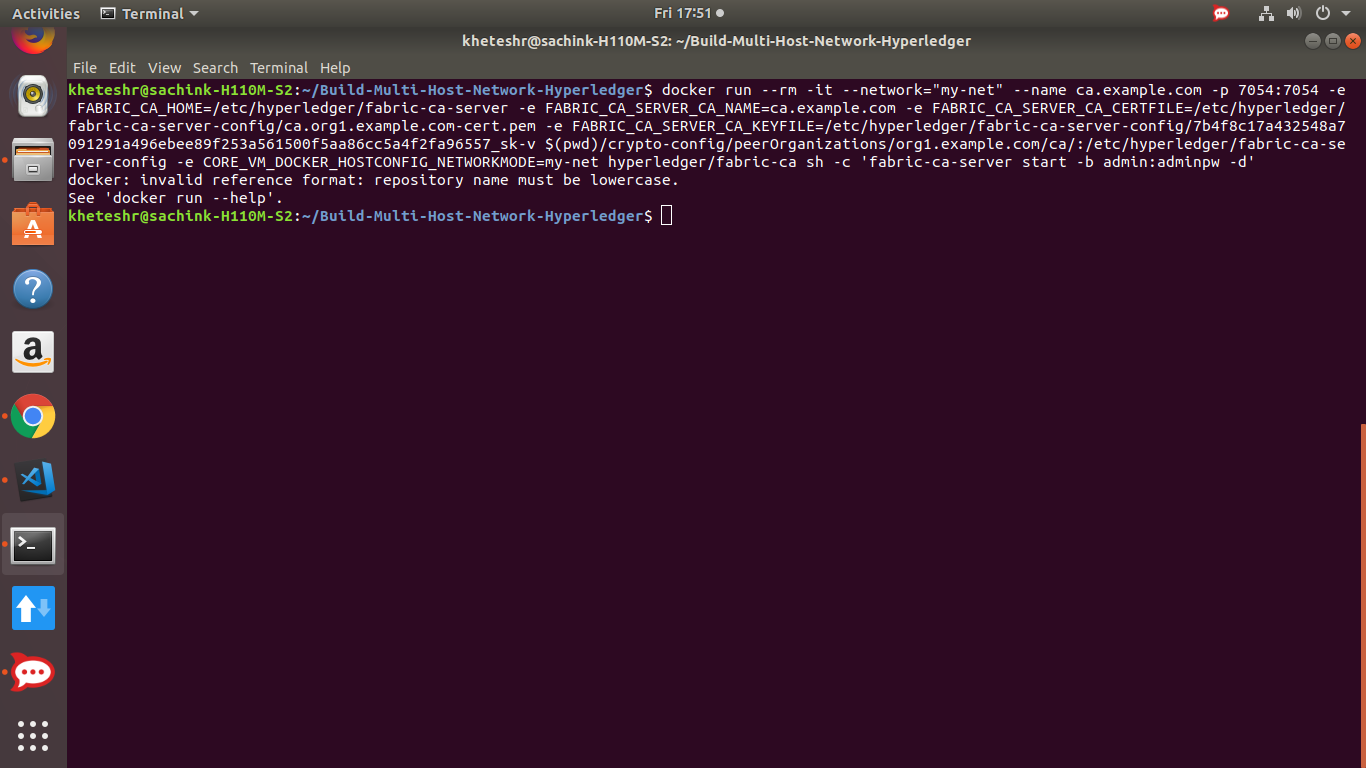 Activities Terminal Fri 17:51
kheteshr@sachink-H110M-S2: ~/Build-Multi-Host-Network-Hyperledger
File Edit View Search Terminal Help
kheteshr@sachink-H110M-S2:~/Build-Multi-Host-Network-Hyperledger$ docker run --rm -it --network="my-net" --name ca.example.com -p 7054:7054 -e
FABRIC_CA_HOME=/etc/hyperledger/fabric-ca-server -e FABRIC_CA_SERVER_CA_NAME=ca.example.com -e FABRIC_CA_SERVER_CA_CERTFILE=/etc/hyperledger/
fabric-ca-server-config/ca.org1.example.com-cert.pem -e FABRIC_CA_SERVER_CA_KEYFILE=/etc/hyperledger/fabric-ca-server-config/7b4f8c17a432548a7
091291a496ebee89f253a561500f5aa86cc5a4f2fa96557_sk-v $(pwd)/crypto-config/peerOrganizations/org1.example.com/ca/:/etc/hyperledger/fabric-ca-se
rver-config -e CORE_VM_DOCKER_HOSTCONFIG_NETWORKMODE=my-net hyperledger/fabric-ca sh -c 'fabric-ca-server start -b admin:adminpw -d'
docker: invalid reference format: repository name must be lowercase.
See 'docker run --help'.
kheteshr@sachink-H110M-S2:~/Build-Multi-Host-Network-Hyperledger$